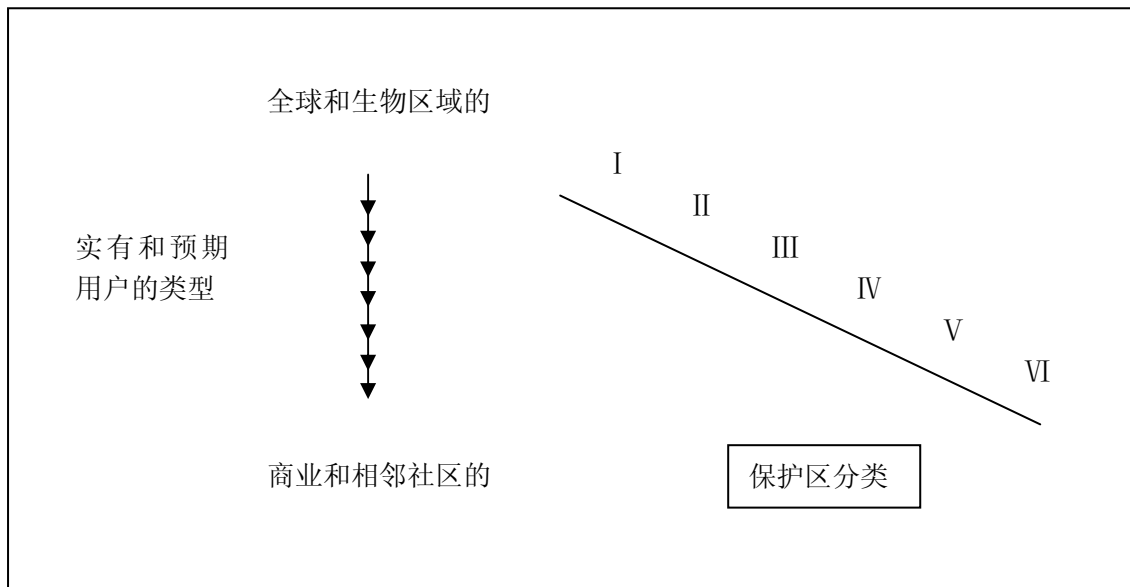 全球和生物区域的
Ⅰ
Ⅱ
实有和预期
用户的类型
Ⅲ
Ⅳ
Ⅴ
Ⅵ
商业和相邻社区的
保护区分类